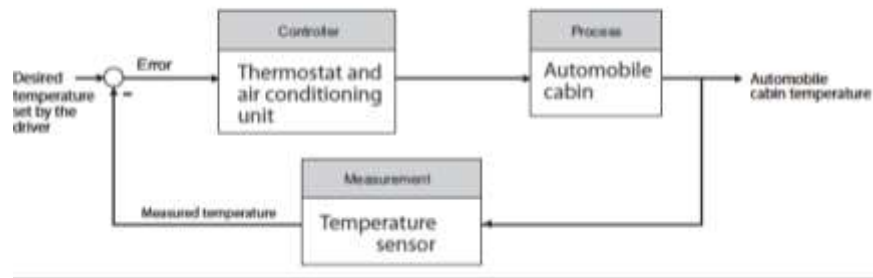 Controller
Process
Error
Desired
temperature
set by the
driver
Thermostat and
air conditioning
unit
Automobile
cabin
Automobile
cabin temperature
–
Measurement
Measured temperature
Temperature
sensor